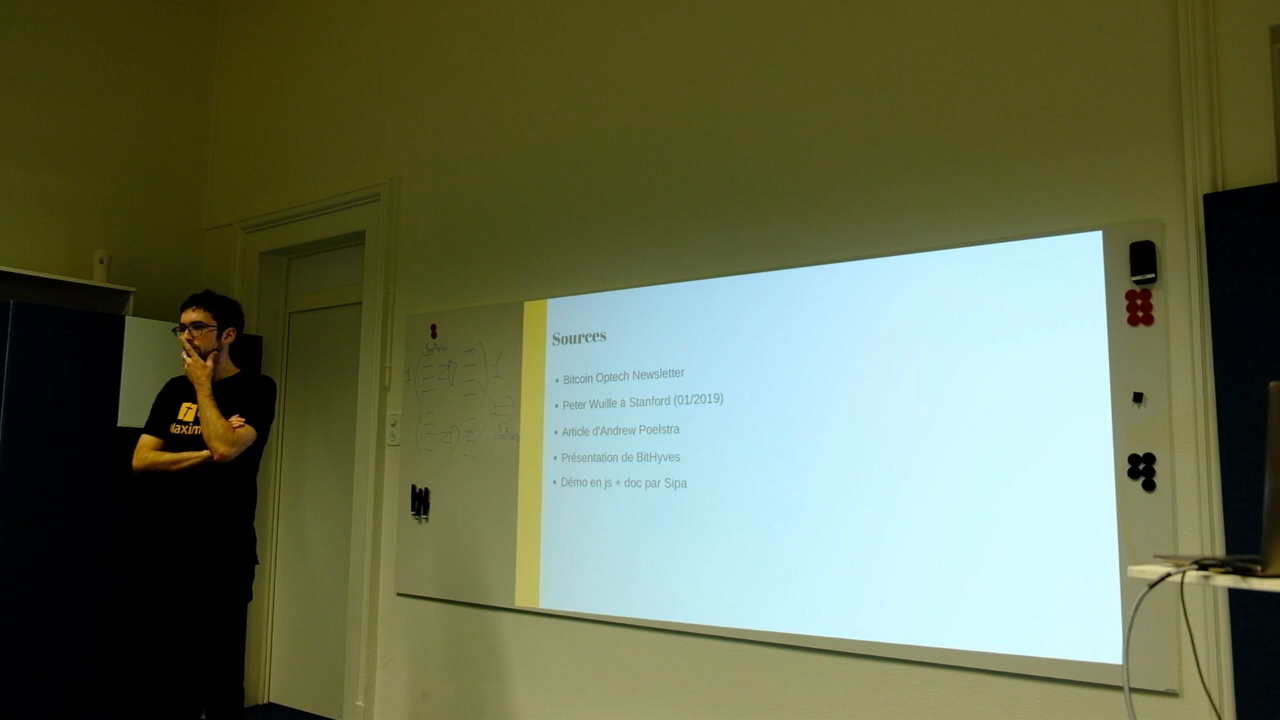 Sources
• Bitcoin Optech Newsletter
• Peter Wuille à Stanford (01/2019)
• Article d'Andrew Poelstra
• Présentation de BitHyves
• Démo en js + doc par Sipa